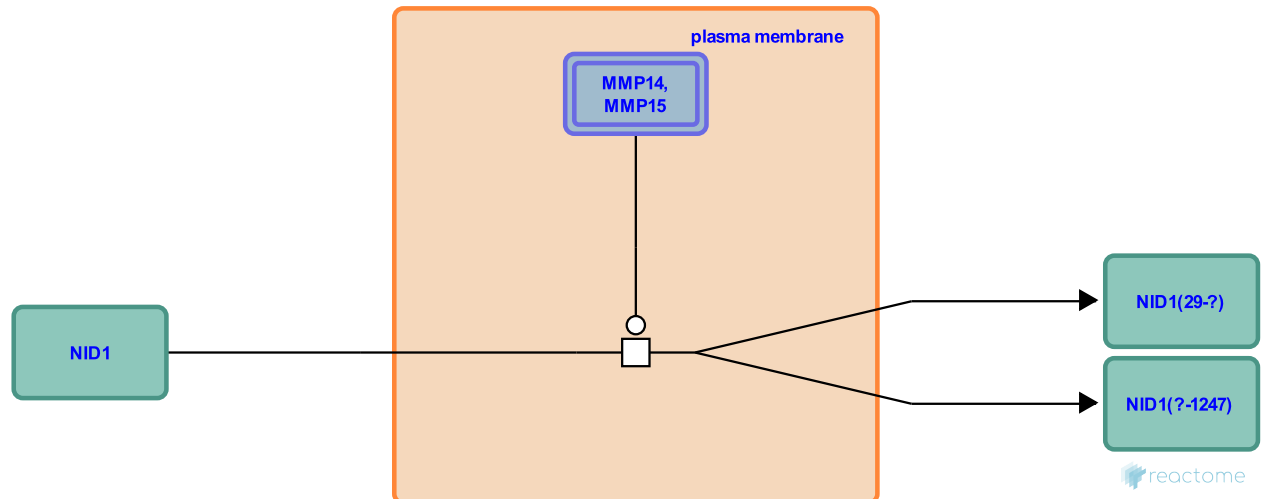 plasma membrane
MMP14,
MMP15
NID1
NID1(29-?)
NID1(?-1247)
reactome